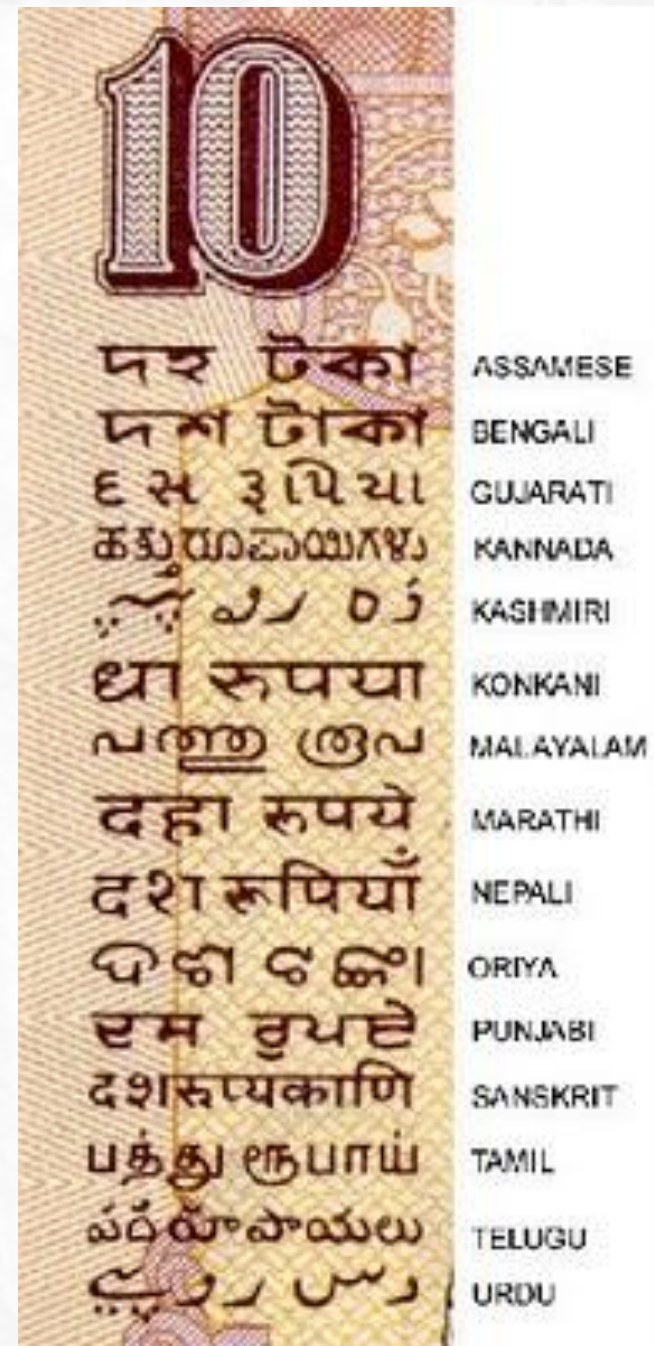 10
দহ টকা ASSAMESE
দশ টাকা BENGALI
દસ રૂપિયા GUJARATI
ಹತ್ತು ರೂಪಾಯಿಗಳು KANNADA
KASHMIRI
धा रुपया KONKANI
പത്തു രൂപ MALAYALAM
दहा रुपये MARATHI
दश रूपियाँ NEPALI
ଦଶ ଟଙ୍କା ORIYA
ਦਸ ਰੁਪਏ PUNJABI
दशरूप्यकाणि SANSKRIT
பத்து ரூபாய் TAMIL
పది రూపాయలు TELUGU
دس روپیے URDU